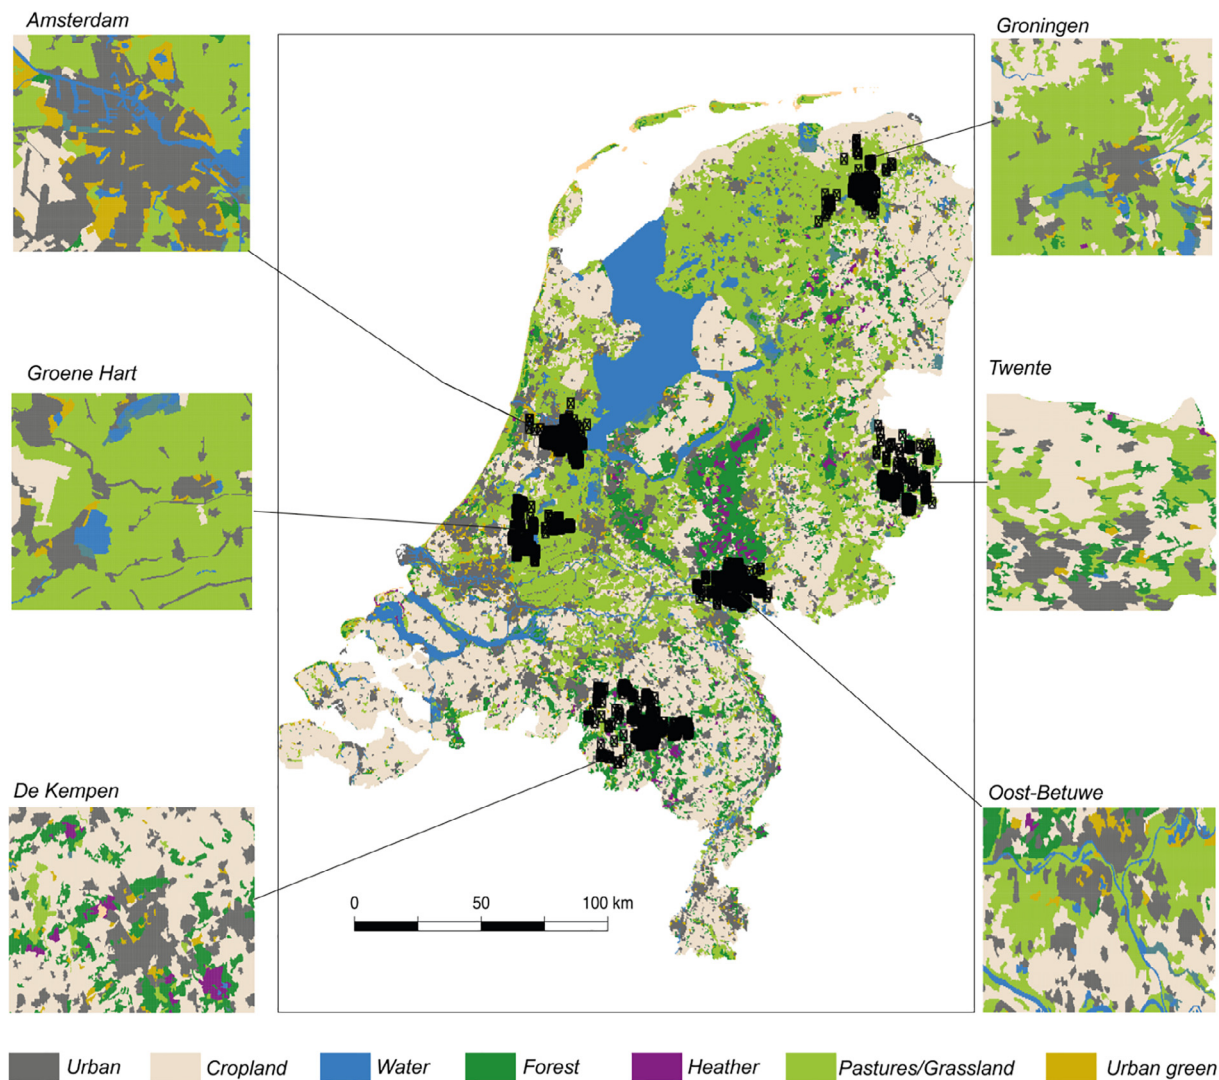 Amsterdam
Groningen
Groene Hart
Twente
De Kempen
Oost-Betuwe
0 50 100 km
Urban Cropland Water Forest Heather Pastures/Grassland Urban green